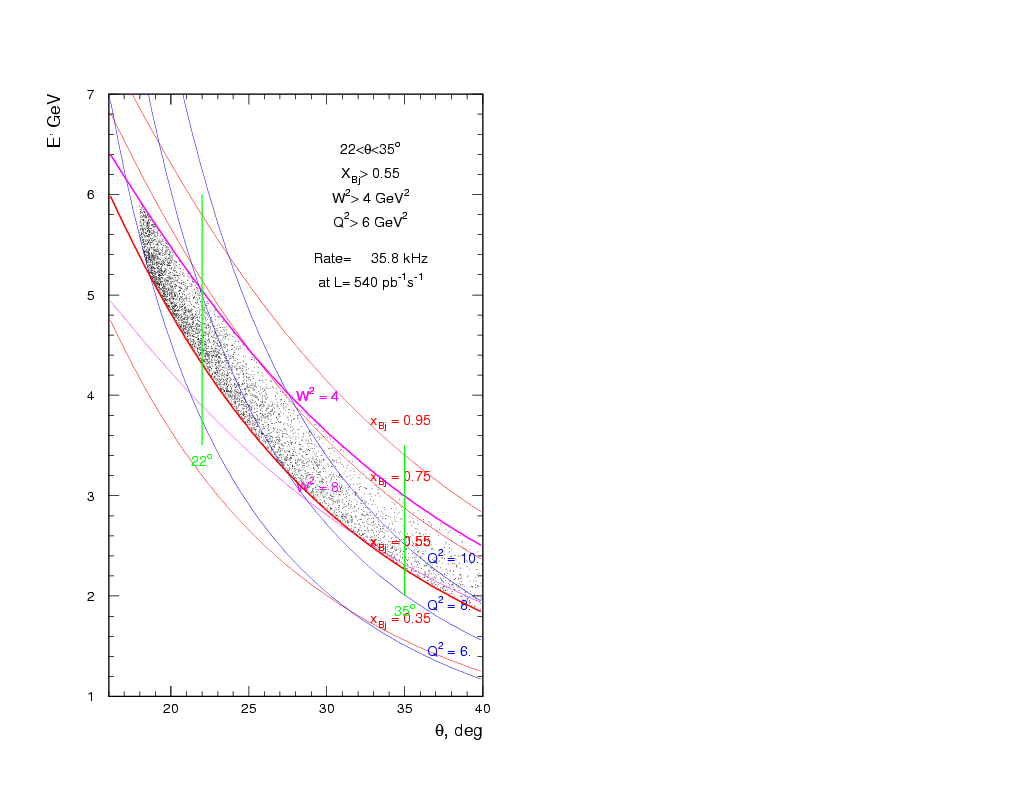 E' GeV
7
6
5
4
3
2
1
22<θ<35°
X_Bj> 0.55
W²> 4 GeV²
Q²> 6 GeV²
Rate= 35.8 kHz
at L= 540 pb⁻¹s⁻¹
W² = 4
x_Bj = 0.95
22°
x_Bj = 0.75
W² = 8
x_Bj = 0.55
Q² = 10.
Q² = 8.
35°
x_Bj = 0.35
Q² = 6.
20 25 30 35 40
θ, deg